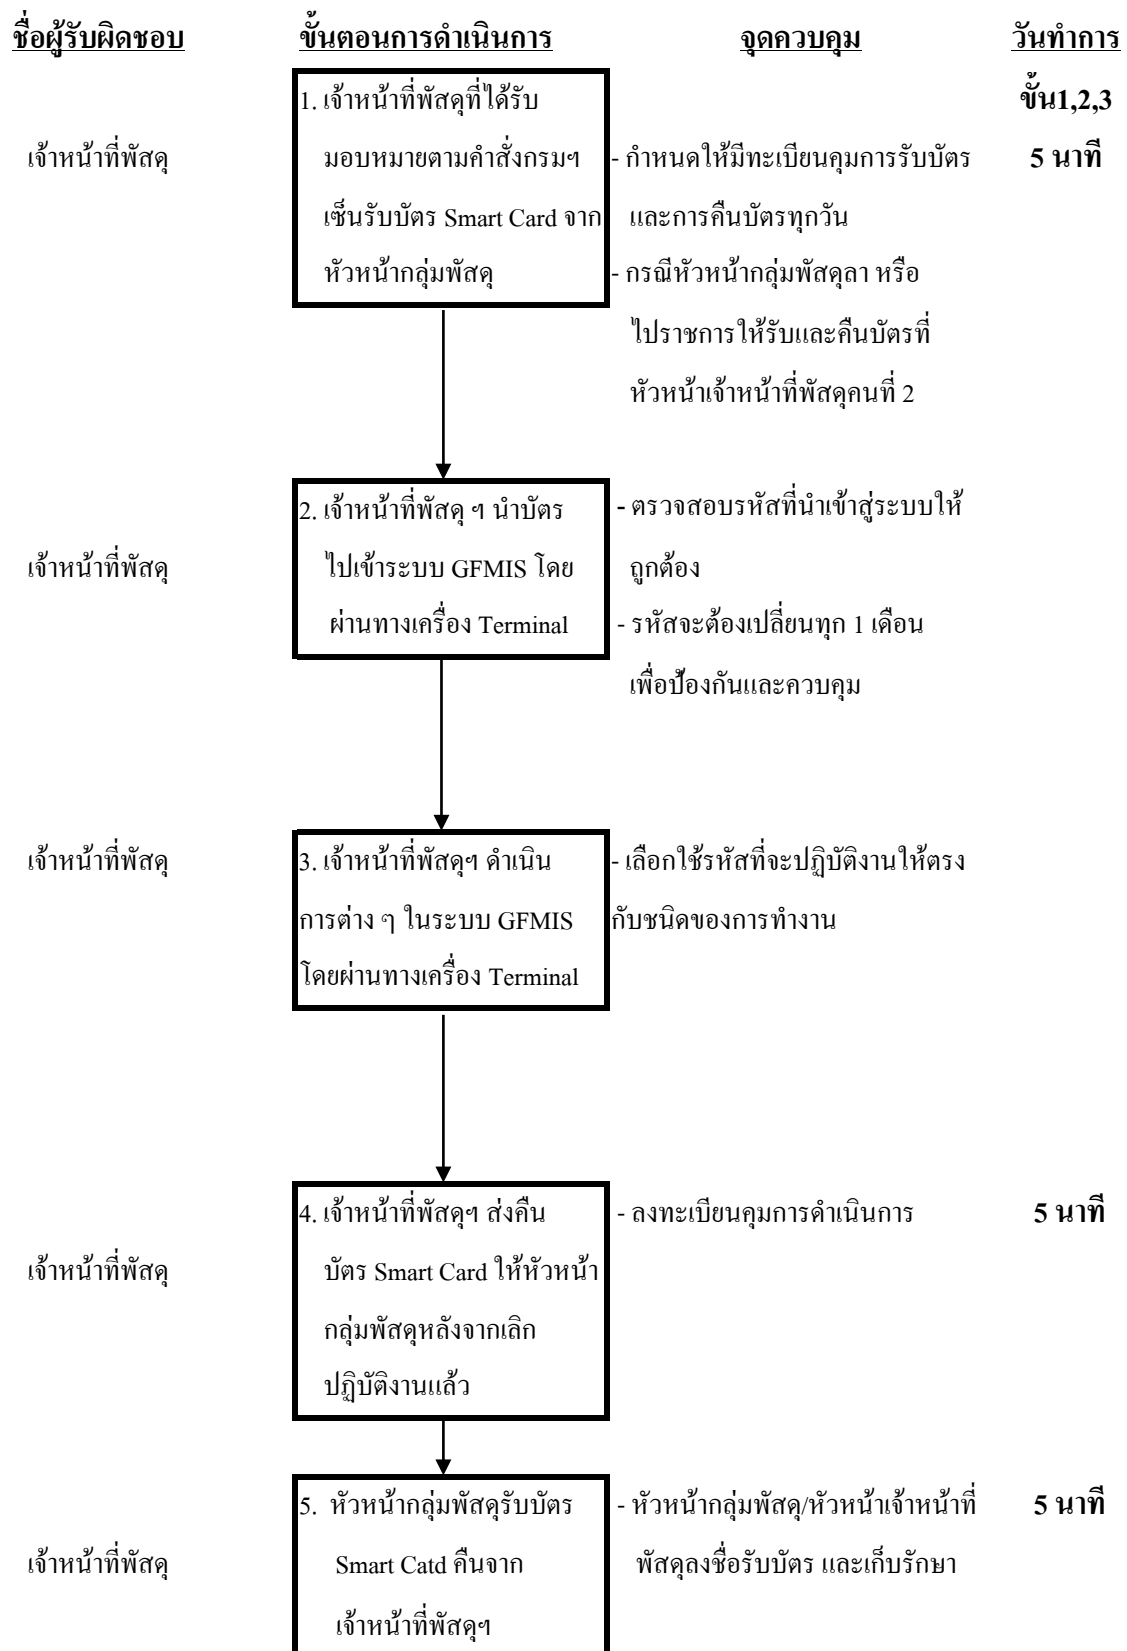 ชื่อผู้รับผิดชอบ ขั้นตอนการดำเนินการ จุดควบคุม วันทำการ
1. เจ้าหน้าที่พัสดุที่ได้รับ ขั้น1,2,3
เจ้าหน้าที่พัสดุ มอบหมายตามคำสั่งกรมฯ - กำหนดให้มีทะเบียนคุมการรับบัตร 5 นาที
เซ็นรับบัตร Smart Card จาก และการคืนบัตรทุกวัน
หัวหน้ากลุ่มพัสดุ - กรณีหัวหน้ากลุ่มพัสดุลา หรือ
ไปราชการให้รับและคืนบัตรที่
หัวหน้าเจ้าหน้าที่พัสดุคนที่ 2
2. เจ้าหน้าที่พัสดุ ฯ นำบัตร - ตรวจสอบรหัสที่นำเข้าสู่ระบบให้
เจ้าหน้าที่พัสดุ ไปเข้าระบบ GFMIS โดย ถูกต้อง
ผ่านทางเครื่อง Terminal - รหัสจะต้องเปลี่ยนทุก 1 เดือน
เพื่อป้องกันและควบคุม
เจ้าหน้าที่พัสดุ 3. เจ้าหน้าที่พัสดุฯ ดำเนิน - เลือกใช้รหัสที่จะปฏิบัติงานให้ตรง
การต่าง ๆ ในระบบ GFMIS กับชนิดของการทำงาน
โดยผ่านทางเครื่อง Terminal
4. เจ้าหน้าที่พัสดุฯ ส่งคืน - ลงทะเบียนคุมการดำเนินการ 5 นาที
เจ้าหน้าที่พัสดุ บัตร Smart Card ให้หัวหน้า
กลุ่มพัสดุหลังจากเลิก
ปฏิบัติงานแล้ว
5. หัวหน้ากลุ่มพัสดุรับบัตร - หัวหน้ากลุ่มพัสดุ/หัวหน้าเจ้าหน้าที่ 5 นาที
เจ้าหน้าที่พัสดุ Smart Catd คืนจาก พัสดุลงชื่อรับบัตร และเก็บรักษา
เจ้าหน้าที่พัสดุฯ